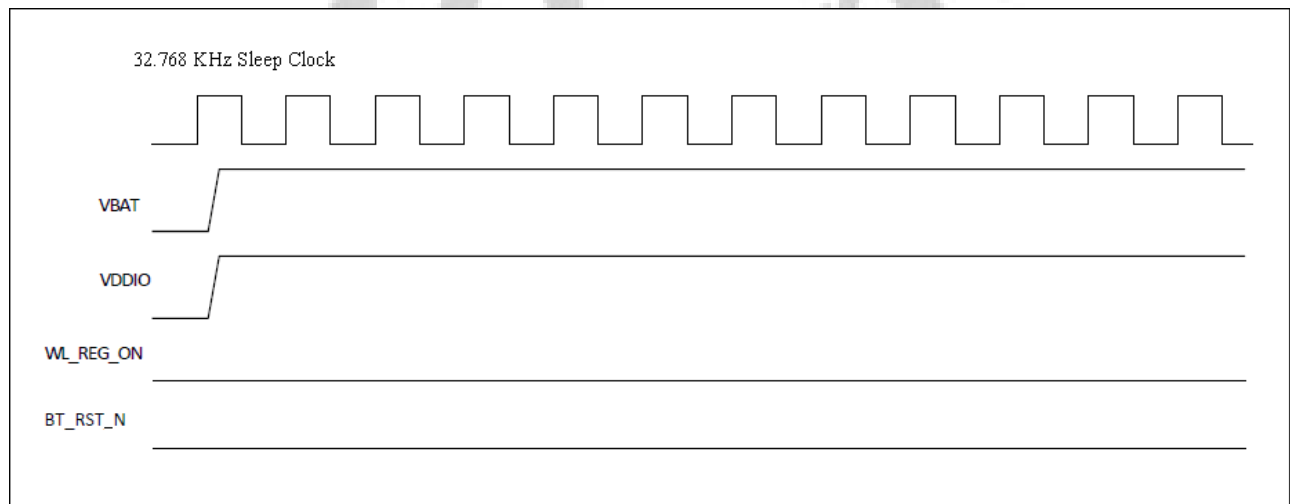 32.768 KHz Sleep Clock
VBAT
VDDIO
WL_REG_ON
BT_RST_N